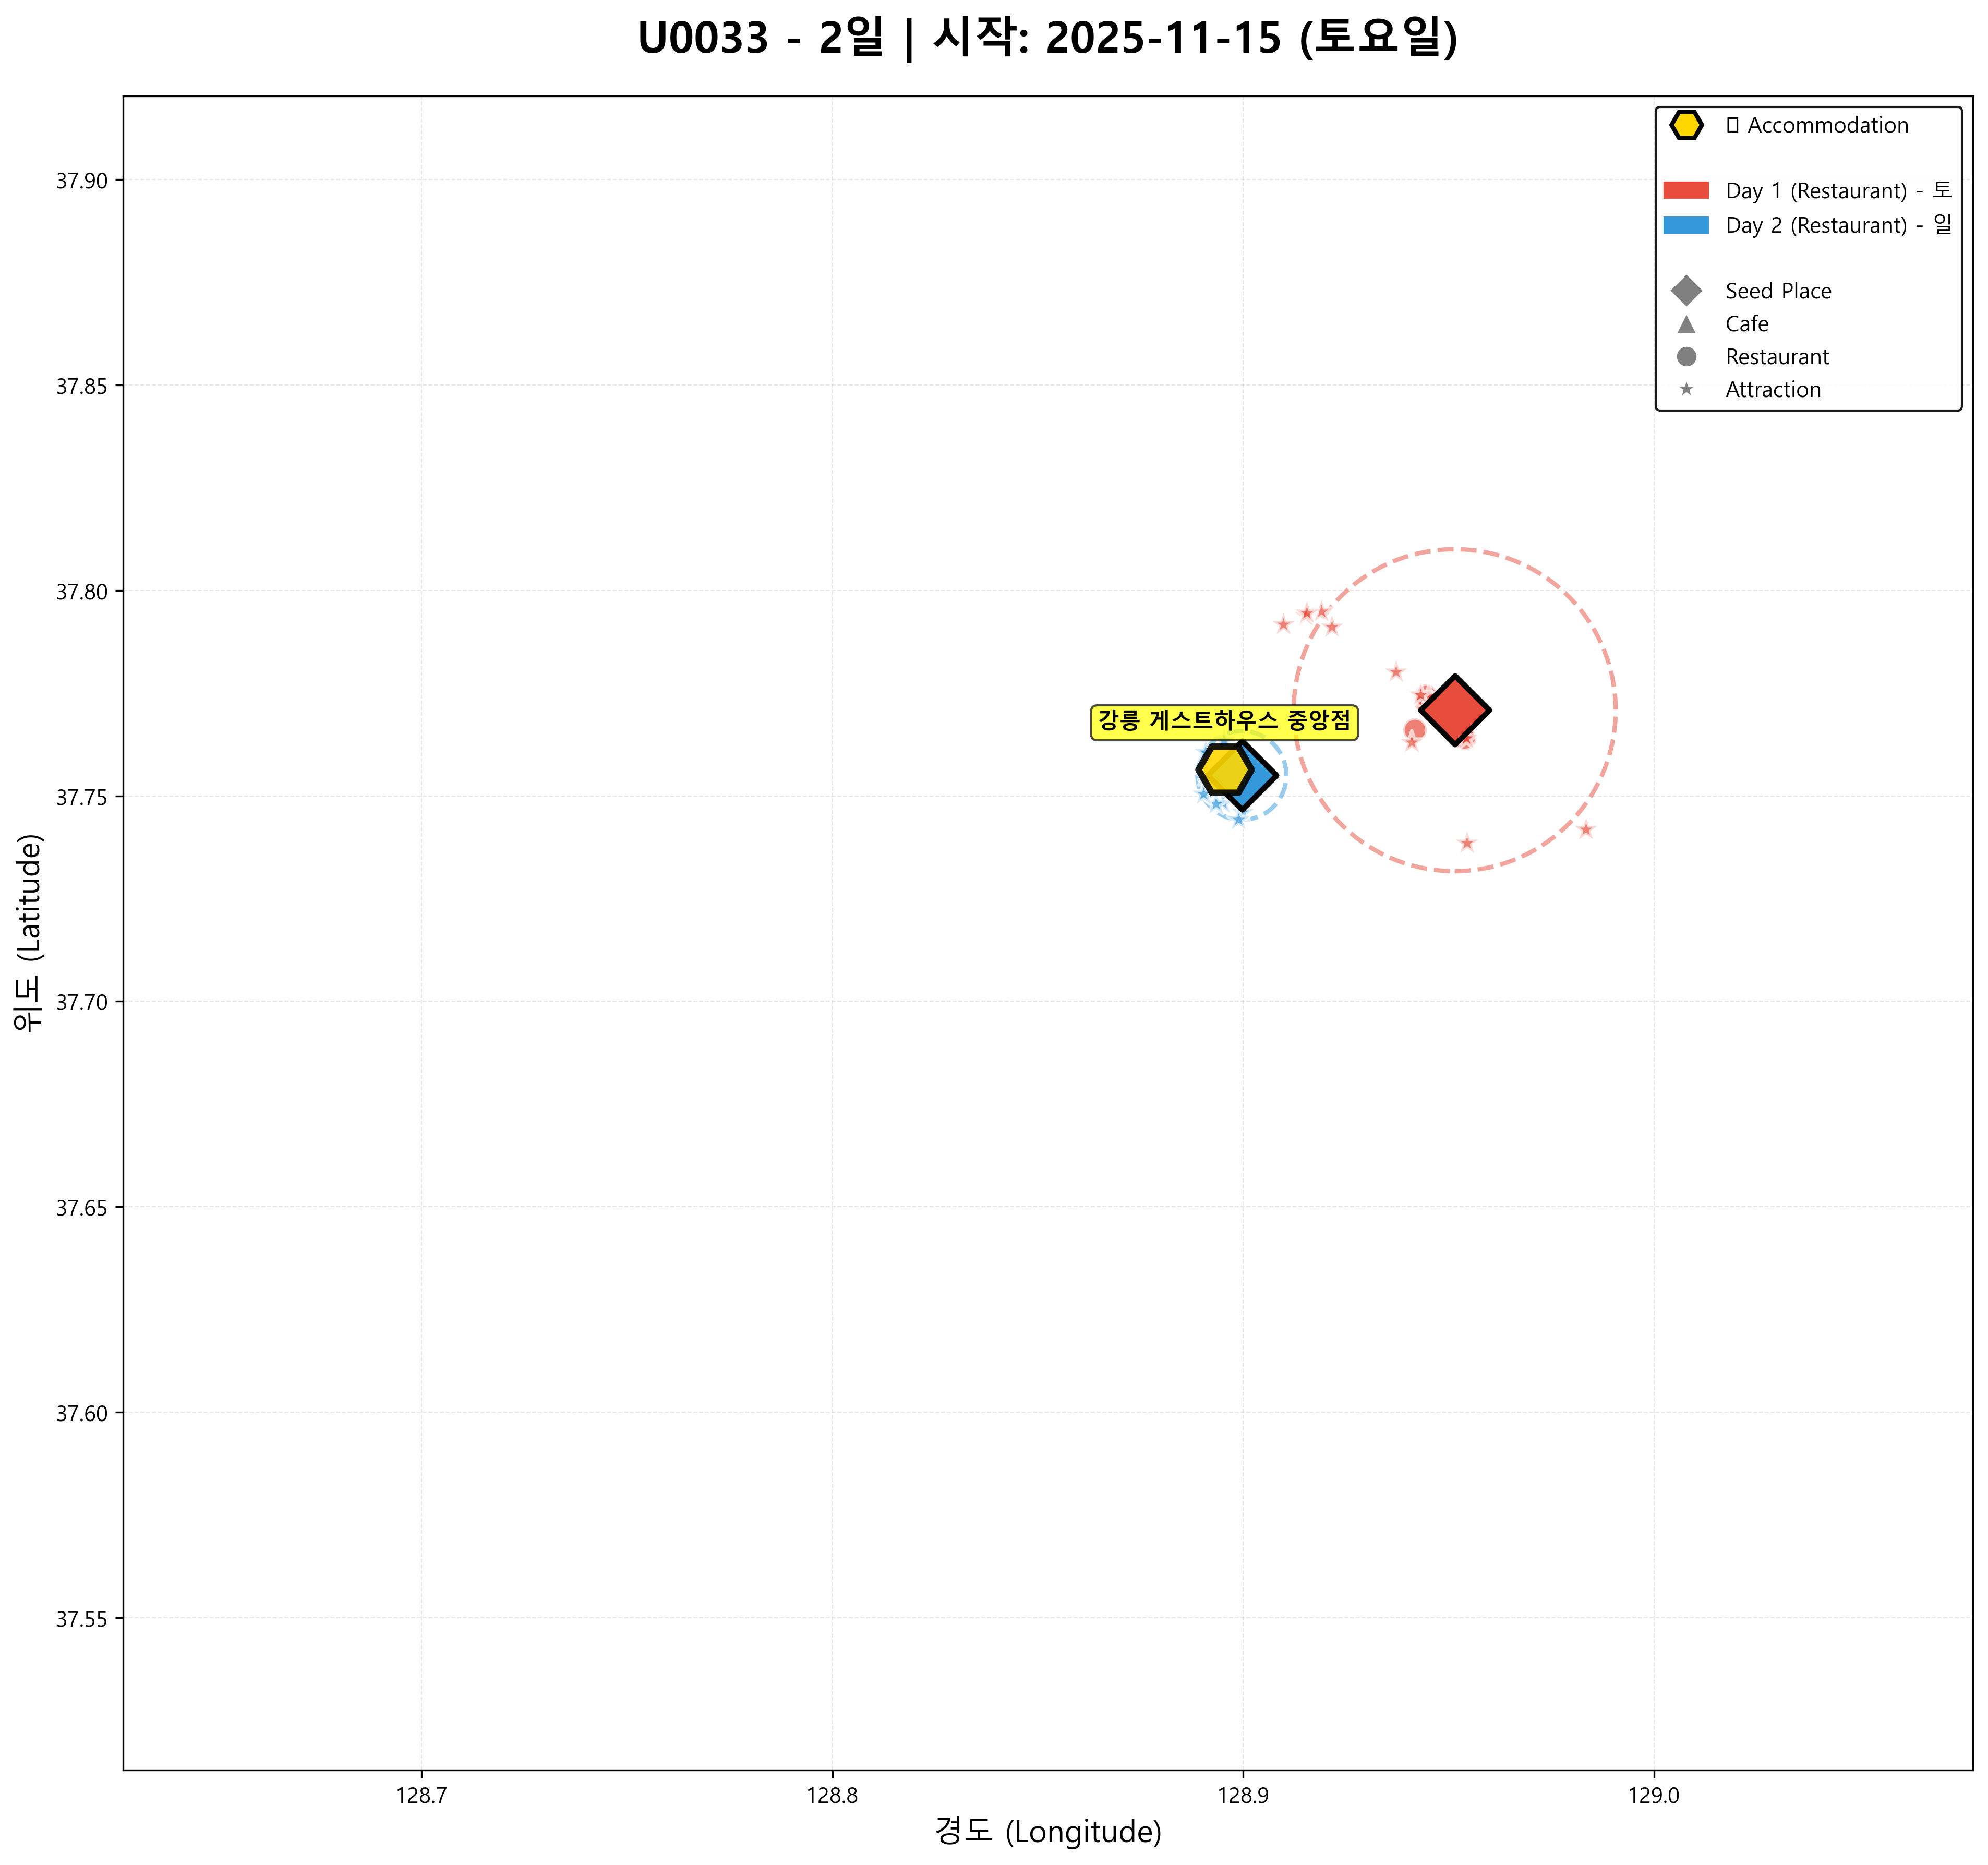 U0033 - 2일 | 시작: 2025-11-15 (토요일)
▯ Accommodation
Day 1 (Restaurant) - 토
Day 2 (Restaurant) - 일
Seed Place
Cafe
Restaurant
Attraction
강릉 게스트하우스 중앙점
위도 (Latitude)
37.90
37.85
37.80
37.75
37.70
37.65
37.60
37.55
128.7
128.8
128.9
129.0
경도 (Longitude)